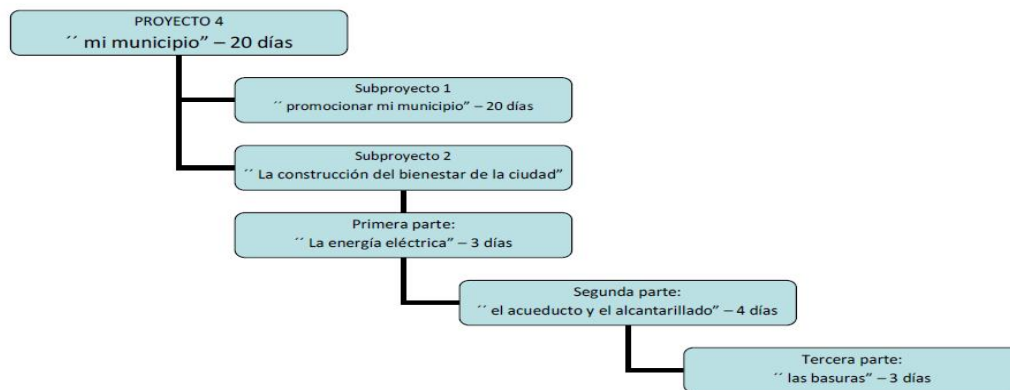 PROYECTO 4
´´ mi municipio” – 20 días
Subproyecto 1
´´ promocionar mi municipio” – 20 días
Subproyecto 2
´´ La construcción del bienestar de la ciudad”
Primera parte:
´´ La energía eléctrica” – 3 días
Segunda parte:
´´ el acueducto y el alcantarillado” – 4 días
Tercera parte:
´´ las basuras” – 3 días